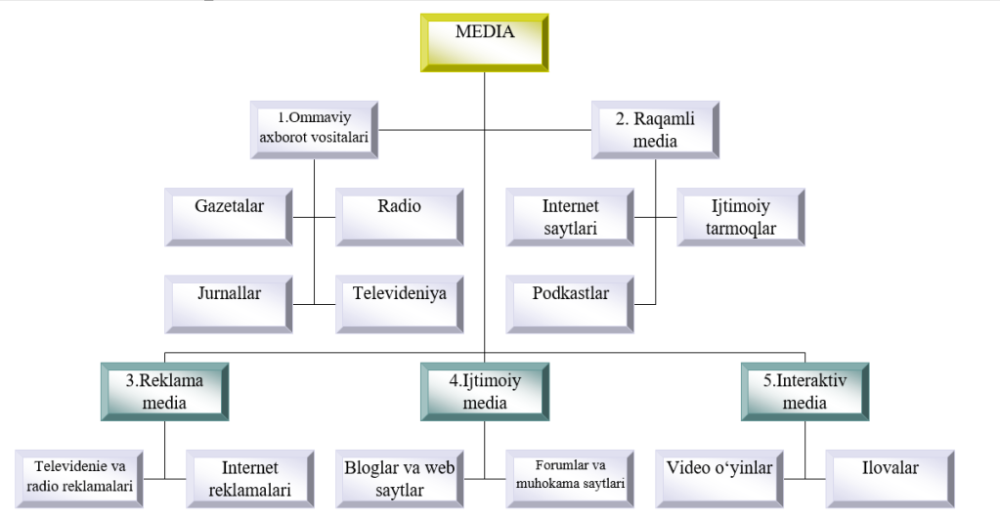 MEDIA
1.Ommaviy
axborot vositalari
2. Raqamli
media
Gazetalar
Radio
Internet
saytlari
Ijtimoiy
tarmoqlar
Jurnallar
Televideniya
Podkastlar
3.Reklama
media
4.Ijtimoiy
media
5.Interaktiv
media
Televidenie va
radio reklamalari
Internet
reklamalari
Bloglar va web
saytlar
Forumlar va
muhokama saytlari
Video o‘yinlar
Ilovalar